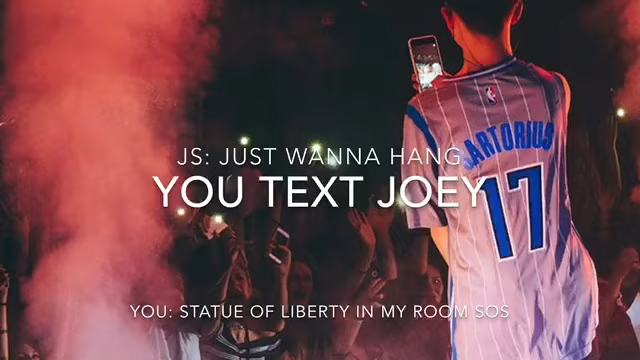 SARTORIUS
17
JS: JUST WANNA HANG
YOU TEXT JOEY
YOU: STATUE OF LIBERTY IN MY ROOM SOS